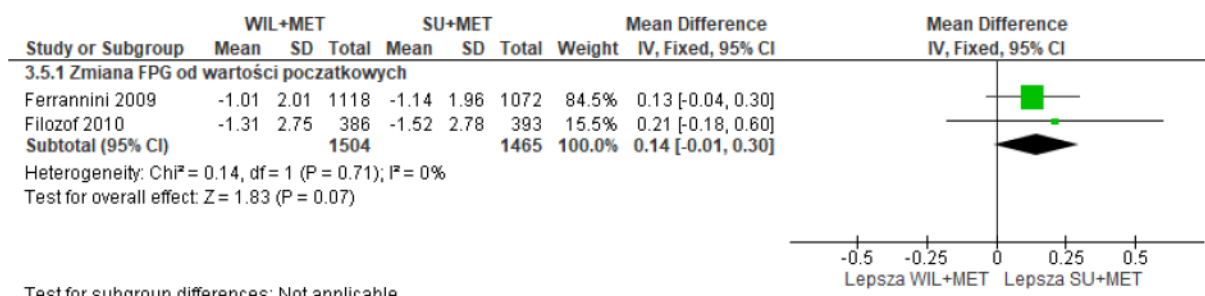 WIL+MET SU+MET Mean Difference Mean Difference
Study or Subgroup Mean SD Total Mean SD Total Weight IV, Fixed, 95% CI IV, Fixed, 95% CI
3.5.1 Zmiana FPG od wartości poczatkowych
Ferrannini 2009 -1.01 2.01 1118 -1.14 1.96 1072 84.5% 0.13 [-0.04, 0.30]
Filozof 2010 -1.31 2.75 386 -1.52 2.78 393 15.5% 0.21 [-0.18, 0.60]
Subtotal (95% CI) 1504 1465 100.0% 0.14 [-0.01, 0.30]
Heterogeneity: Chi² = 0.14, df = 1 (P = 0.71); I² = 0%
Test for overall effect: Z = 1.83 (P = 0.07)
-0.5 -0.25 0 0.25 0.5
Lepsza WIL+MET Lepsza SU+MET
Test for subgroup differences: Not applicable